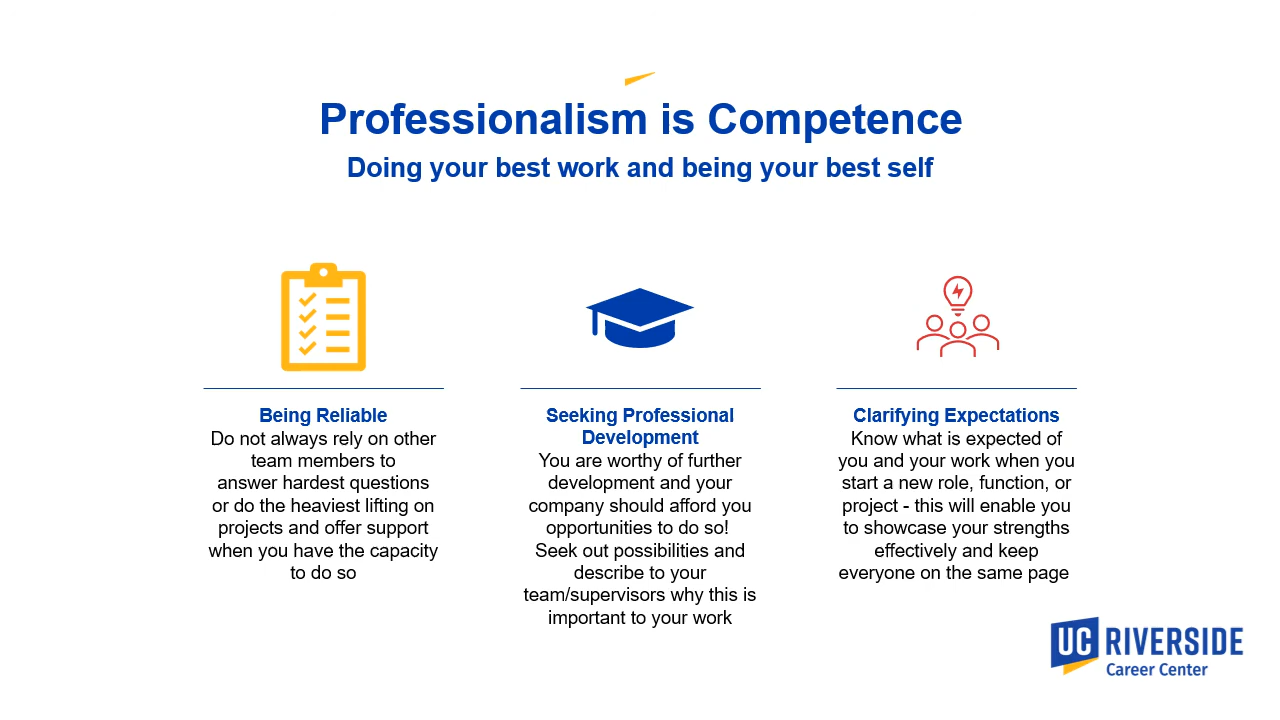 Professionalism is Competence
Doing your best work and being your best self
Being Reliable
Do not always rely on other
team members to
answer hardest questions
or do the heaviest lifting on
projects and offer support
when you have the capacity
to do so
Seeking Professional
Development
You are worthy of further
development and your
company should afford you
opportunities to do so!
Seek out possibilities and
describe to your
team/supervisors why this is
important to your work
Clarifying Expectations
Know what is expected of
you and your work when you
start a new role, function, or
project - this will enable you
to showcase your strengths
effectively and keep
everyone on the same page
UC RIVERSIDE
Career Center